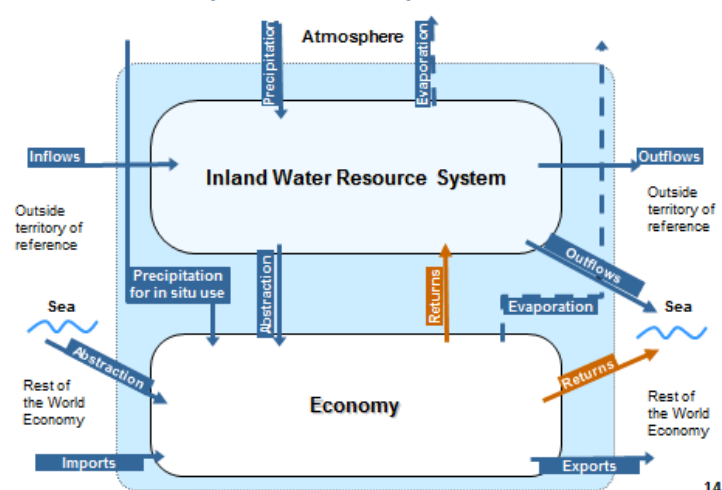 Atmosphere
Precipitation
Evaporation
Inflows
Outflows
Inland Water Resource System
Outside
territory of
reference
Outside
territory of
reference
Precipitation
for in situ use
Abstraction
Returns
Outflows
Evaporation
Sea
Sea
Abstraction
Returns
Rest of
the World
Economy
Economy
Rest of
the World
Economy
Imports
Exports
14